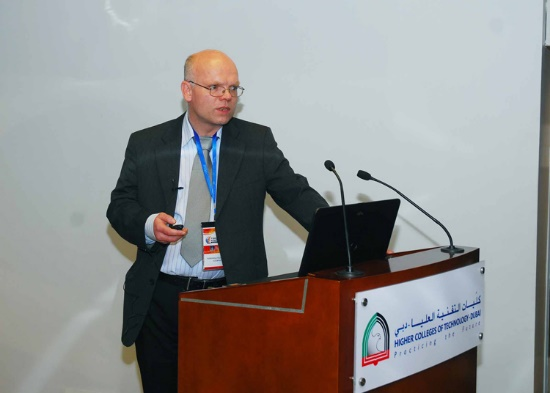 كليات التقنية العليا - دبي
HIGHER COLLEGES OF TECHNOLOGY - DUBAI
Practicing the Future